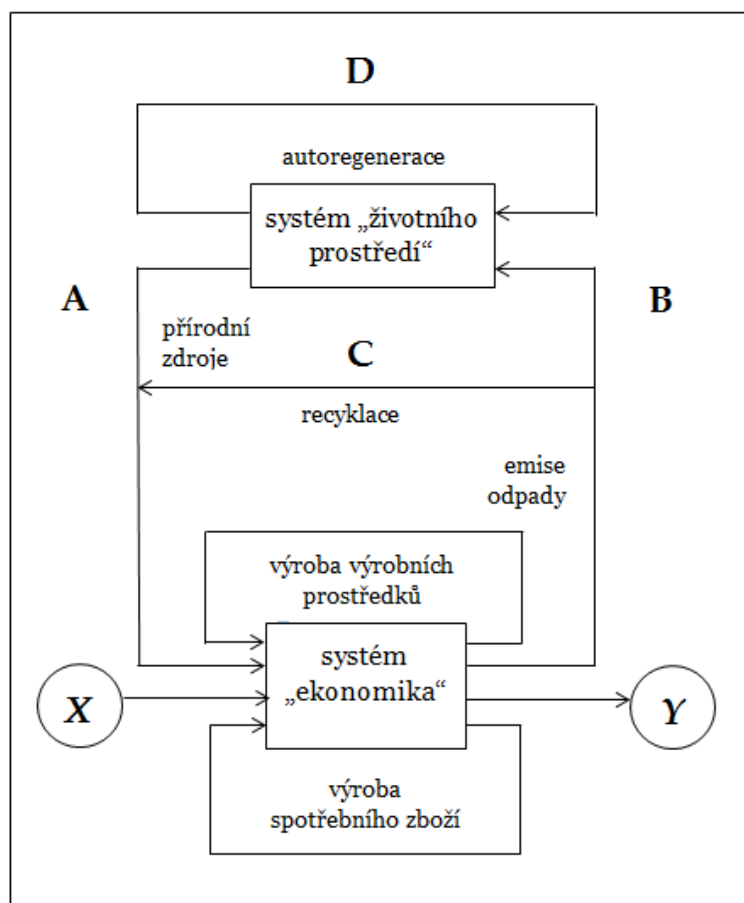 D
autoregenerace
systém „životního
prostředí“
A
B
přírodní
zdroje
C
recyklace
emise
odpady
výroba výrobních
prostředků
systém
„ekonomika“
X
Y
výroba
spotřebního zboží